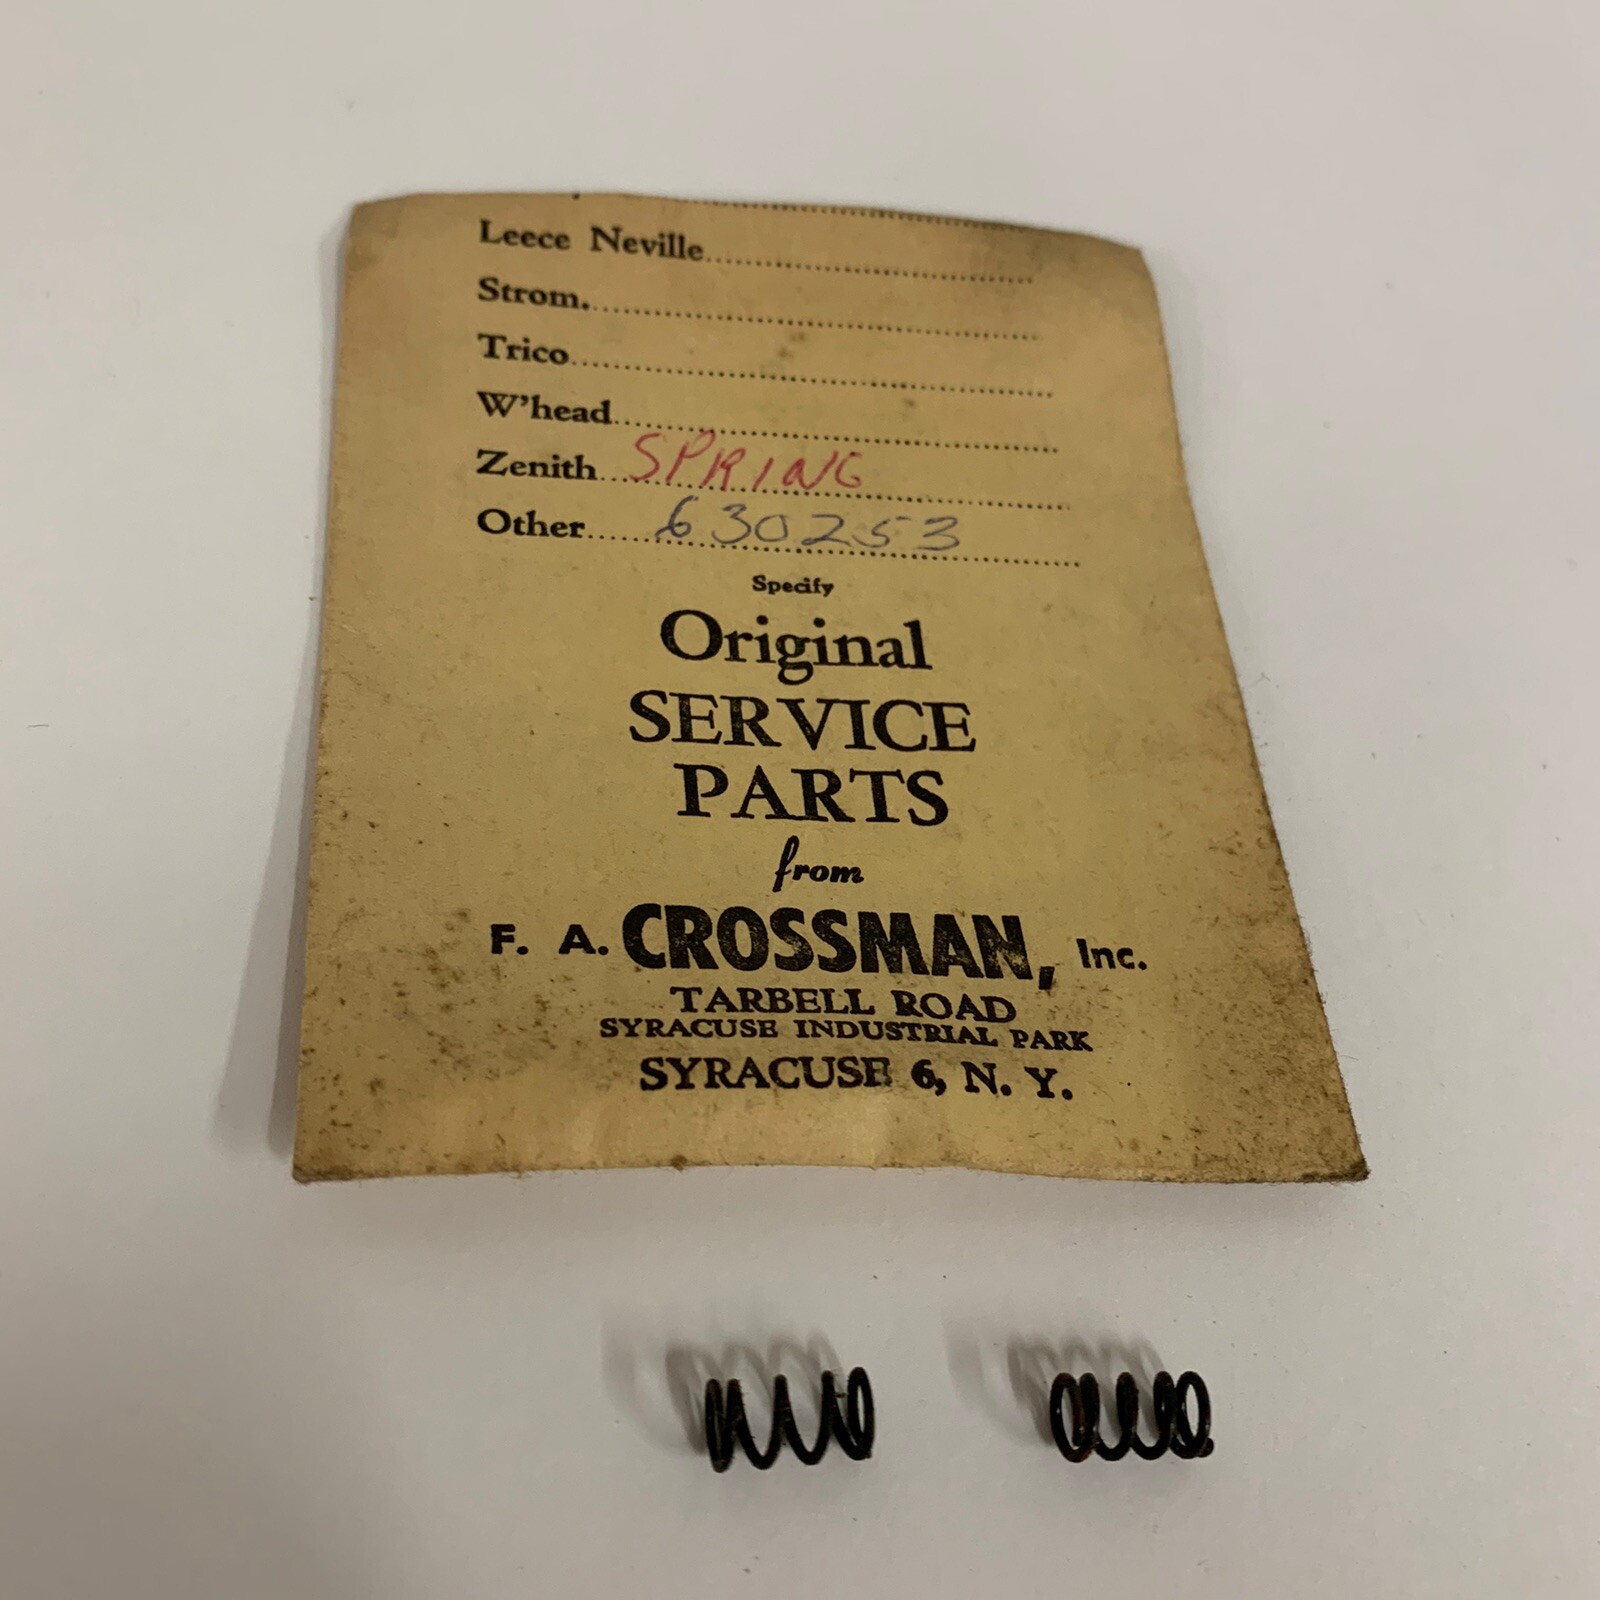 Leece Neville
Strom.
Trico
W'head
Zenith SPRING
Other 630253
Specify
Original
SERVICE
PARTS
from
F. A. CROSSMAN, Inc.
TARBELL ROAD
SYRACUSE INDUSTRIAL PARK
SYRACUSE 6, N. Y.